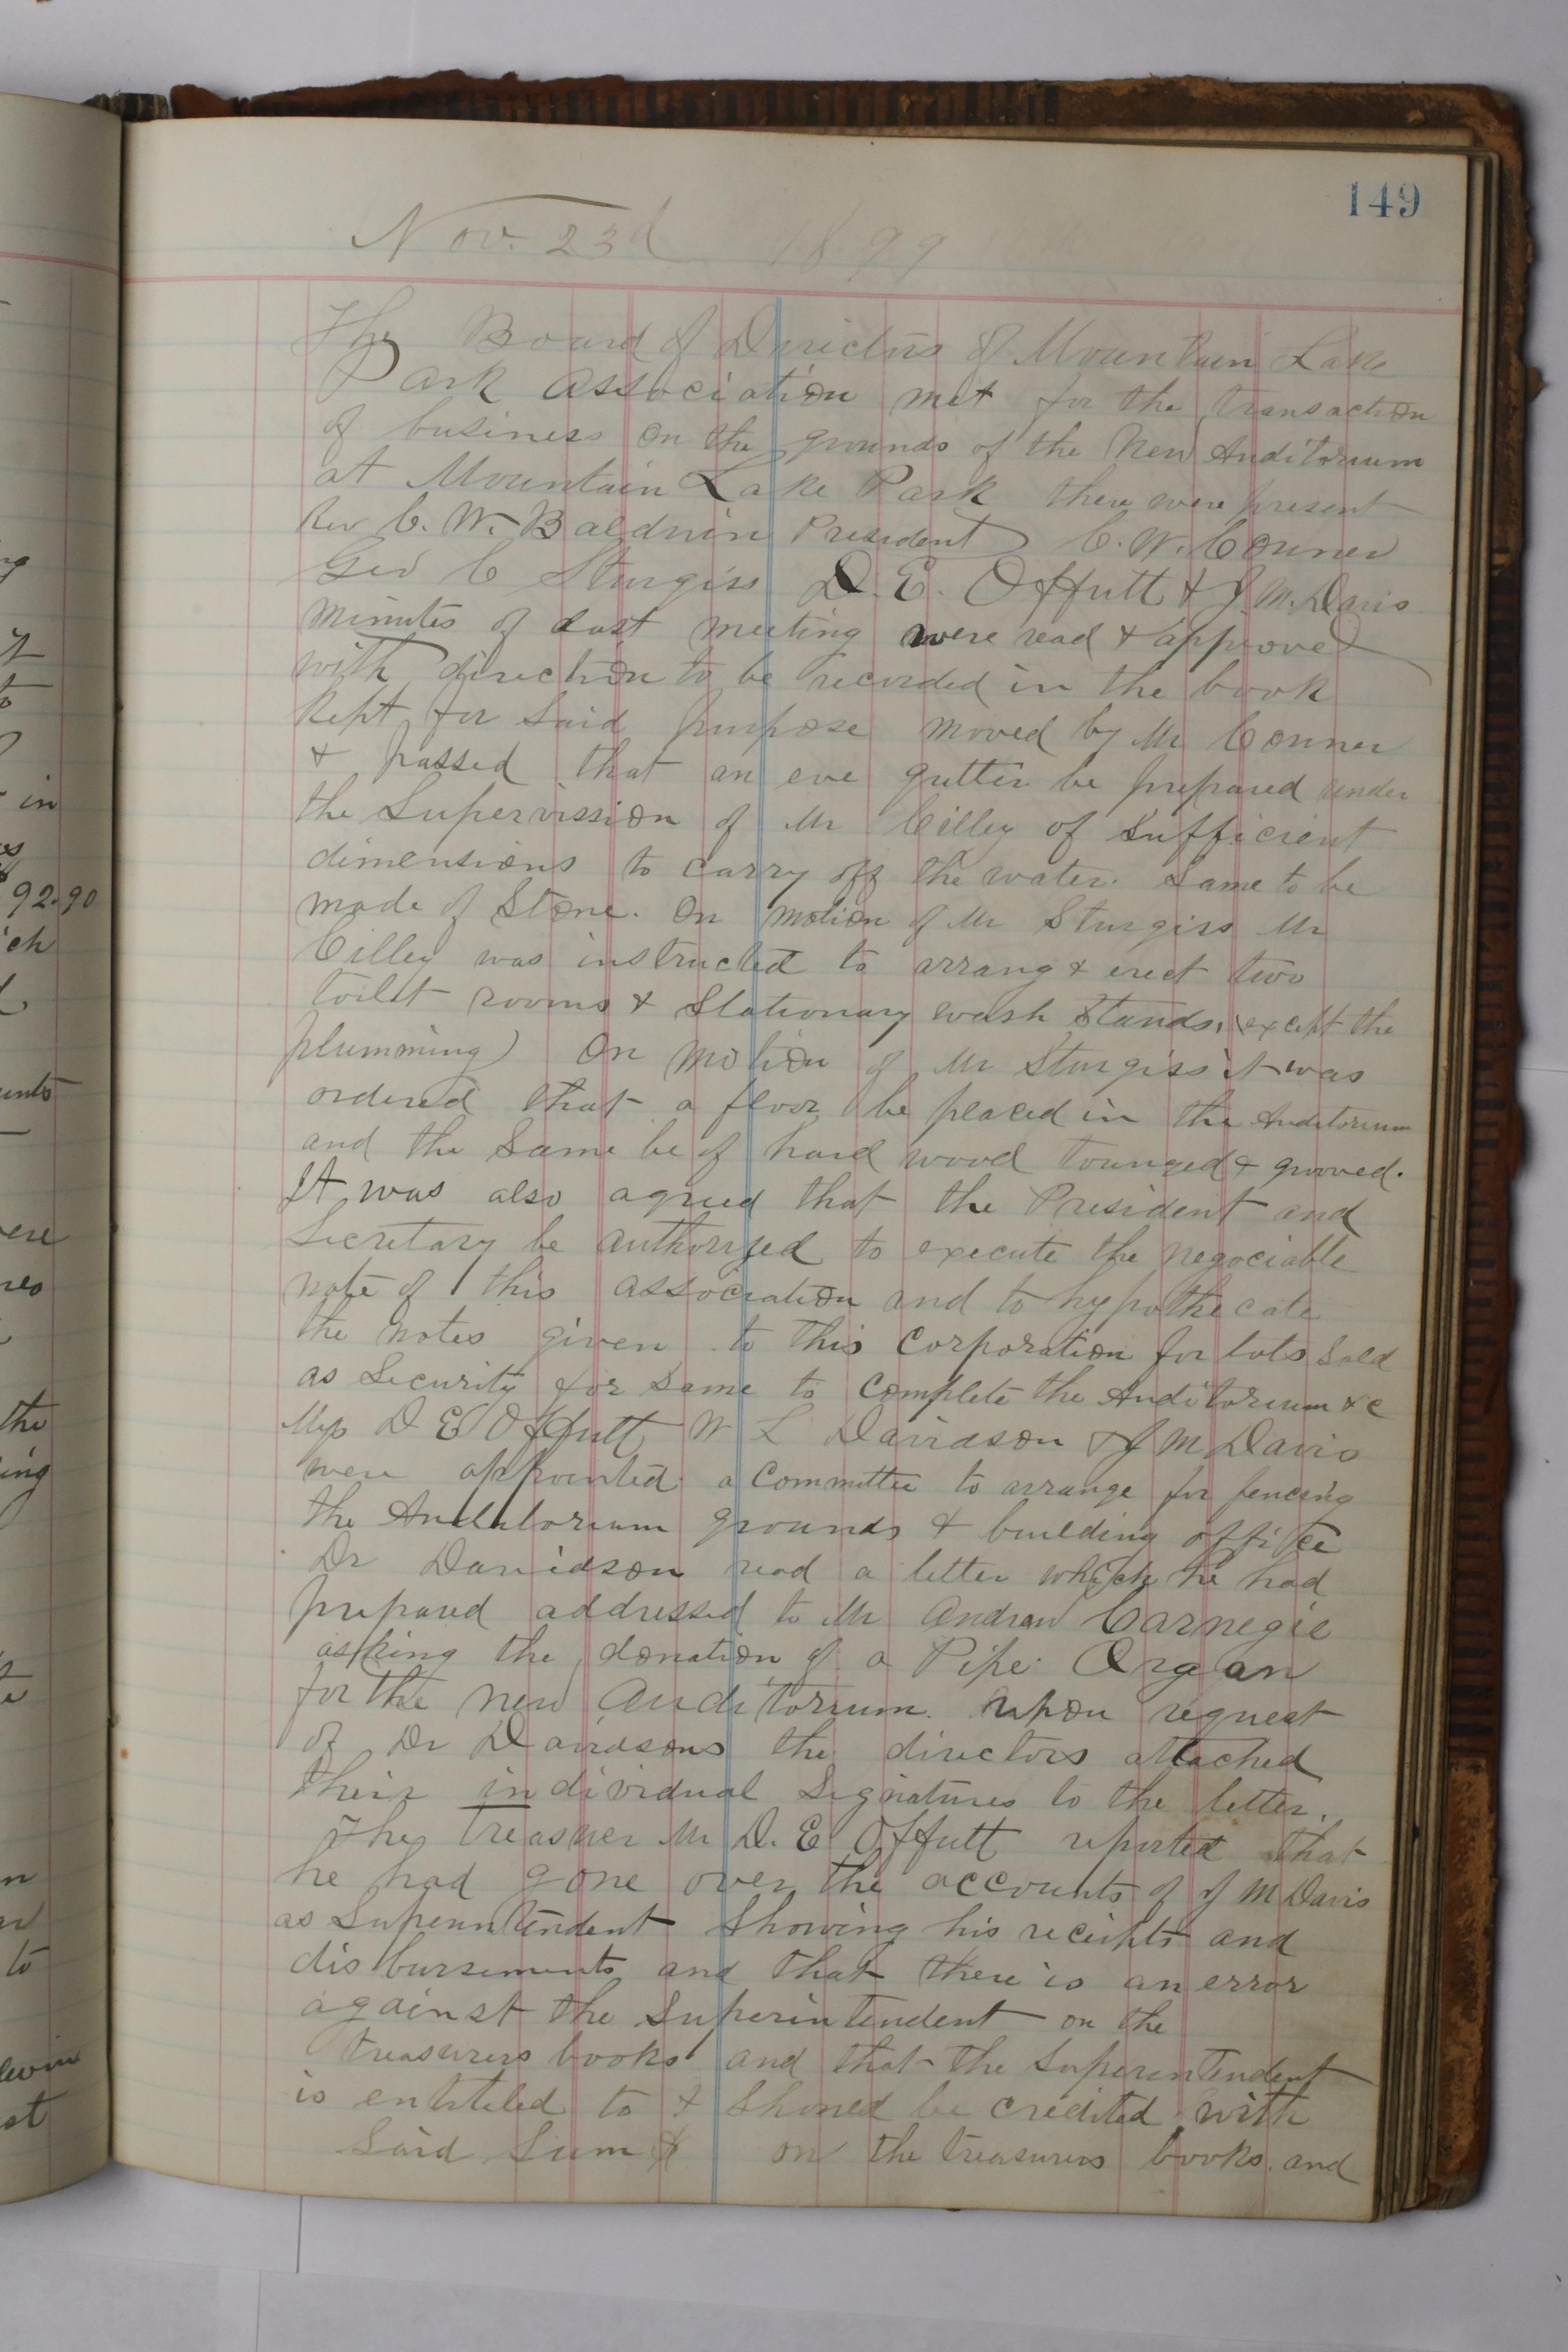 149
Nov. 23d 1899
The Board of Directors of Mountain Lake
Park Association met for the transaction
of business on the grounds of the New Auditorium
at Mountain Lake Park there were present
Rev C. W. Baldwin President C. W. Conner
Geo C Sturgiss D. E. Offutt & J. M. Davis
minutes of last meeting were read & approved
with direction to be recorded in the book
Kept for said purpose moved by Mr Conner
& passed that an eve gutter be prepared under
the Supervission of Mr Cilley of sufficient
dimensions to carry off the water. Same to be
made of Stone. On motion of Mr Sturgiss Mr
Cilley was instructed to arrang & erect two
toilet rooms & Stationary wash Stands, (except the
plumming) On motion of Mr Sturgiss it was
ordered that a floor be placed in the Auditorium
and the Same be of hard wood tounged & grooved.
It was also agreed that the President and
Secretary be authorized to execute the negociable
note of this association and to hypothecate
the notes given to this Corporation for lots Sold
as Security for Same to Complete the Auditorium &c
D E Offutt W L Davidson & J M Davis
were appointed a Committee to arrange for fencing
the Auditorium grounds & building office
Dr Davidson read a letter which he had
prepared addressed to Mr Andrew Carnegie
asking the donation of a Pipe Organ
for the new Auditorium. Upon request
of Dr Davidsons the directors attached
their individual Signatures to the letter.
The treasuer Mr D. E Offutt reported that
he had gone over the accounts of J M Davis
as Superintendent Showing his receipts and
disbursements and that there is an error
against the Superintendent on the
treasurers books and that the Superintendent
is entitled to & Should be credited with
Said Sum on the treasurers books and
in
92.90
ich
the
ing
to